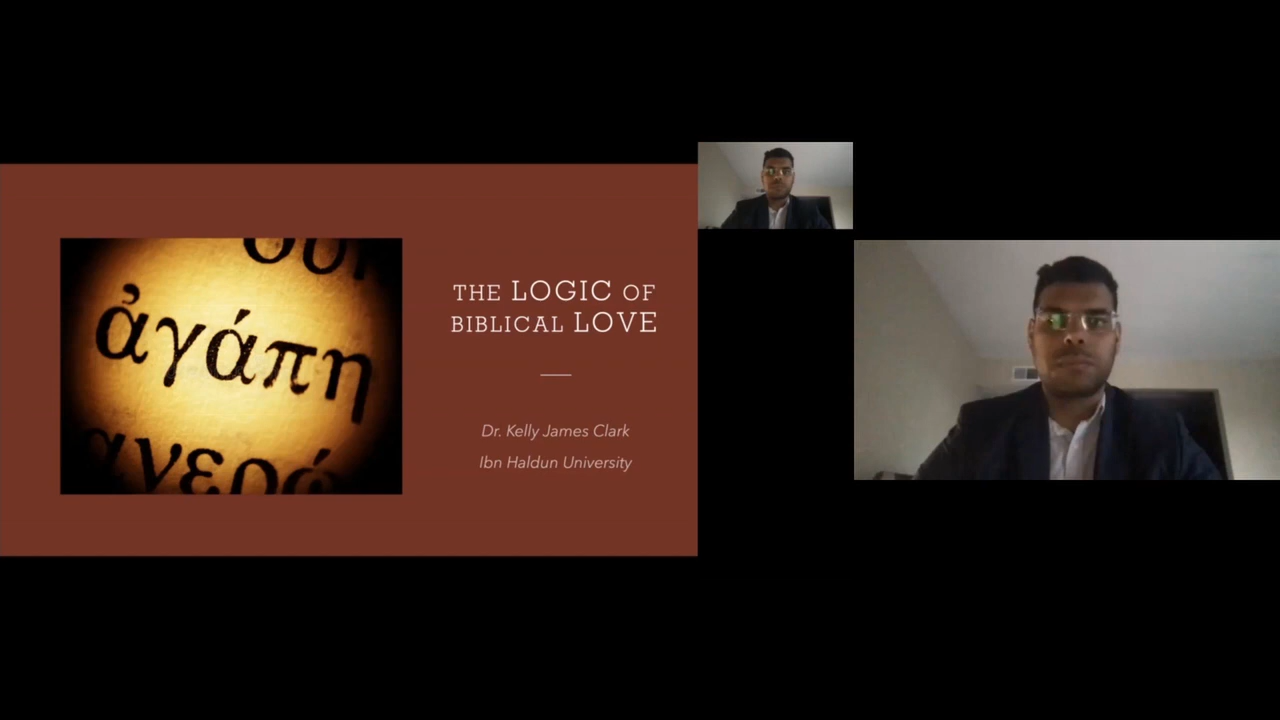 ἀγάπη
THE LOGIC OF
BIBLICAL LOVE
Dr. Kelly James Clark
Ibn Haldun University